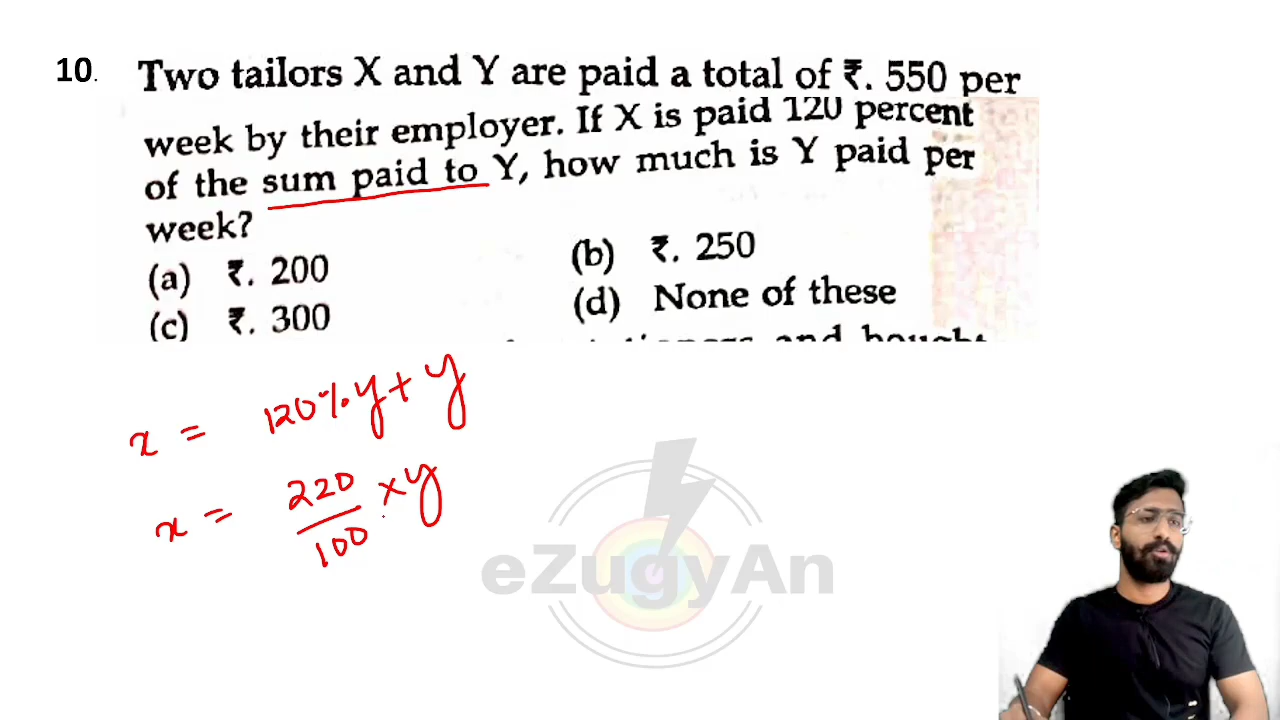 10. Two tailors X and Y are paid a total of ₹. 550 per
week by their employer. If X is paid 120 percent
of the sum paid to Y, how much is Y paid per
week?
(a) ₹. 200 (b) ₹. 250
(c) ₹. 300 (d) None of these
and bought
x = 120% y + y
x = 220/100 × y
eZugyAn